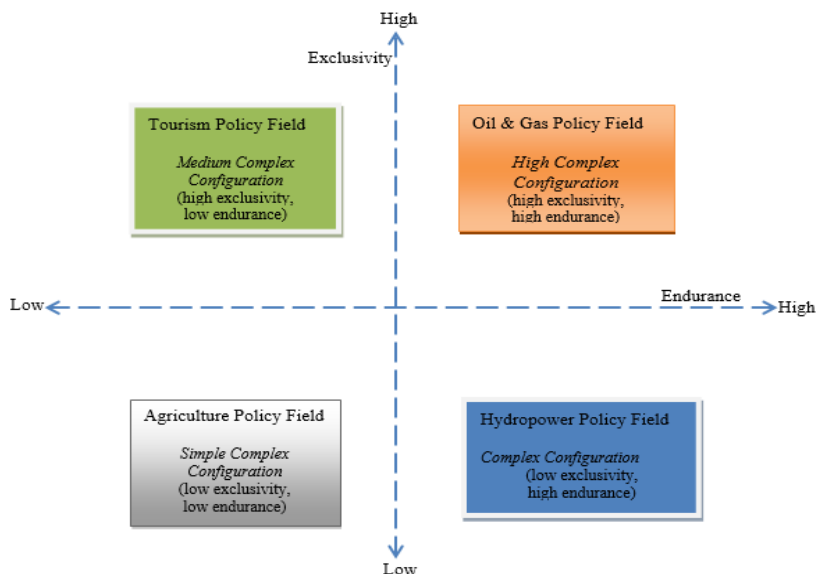 High
Exclusivity
Tourism Policy Field
Medium Complex
Configuration
(high exclusivity,
low endurance)
Oil & Gas Policy Field
High Complex
Configuration
(high exclusivity,
high endurance)
Low
Endurance
High
Agriculture Policy Field
Simple Complex
Configuration
(low exclusivity,
low endurance)
Hydropower Policy Field
Complex Configuration
(low exclusivity,
high endurance)
Low